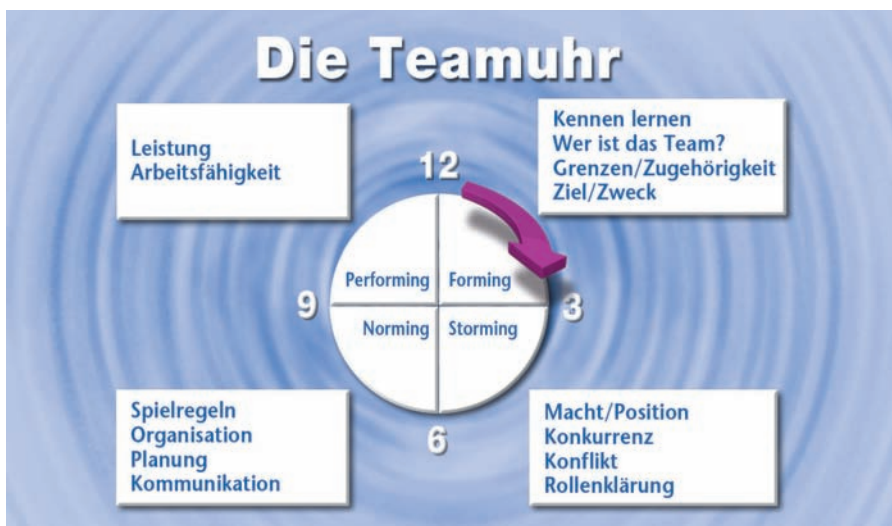 Die Teamuhr
Leistung
Arbeitsfähigkeit
Kennen lernen
Wer ist das Team?
Grenzen/Zugehörigkeit
Ziel/Zweck
12
Performing
Forming
9
3
Norming
Storming
6
Spielregeln
Organisation
Planung
Kommunikation
Macht/Position
Konkurrenz
Konflikt
Rollenklärung